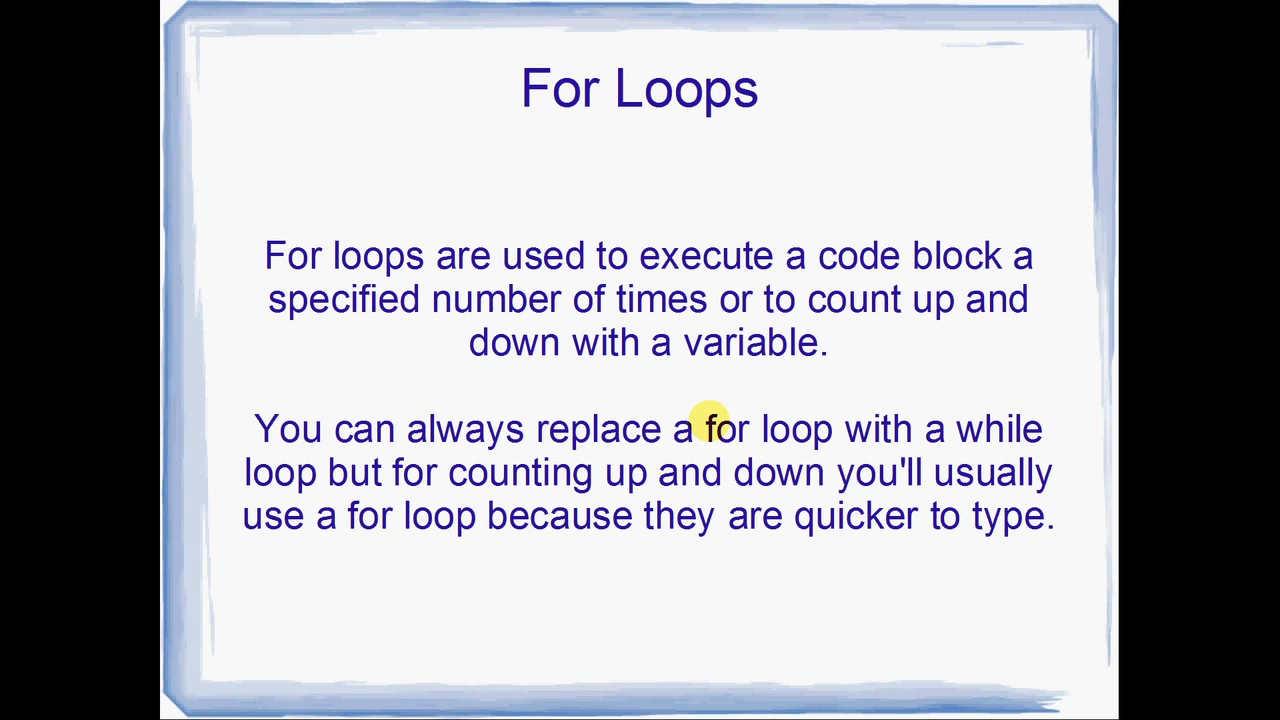 For Loops
For loops are used to execute a code block a
specified number of times or to count up and
down with a variable.
You can always replace a for loop with a while
loop but for counting up and down you'll usually
use a for loop because they are quicker to type.